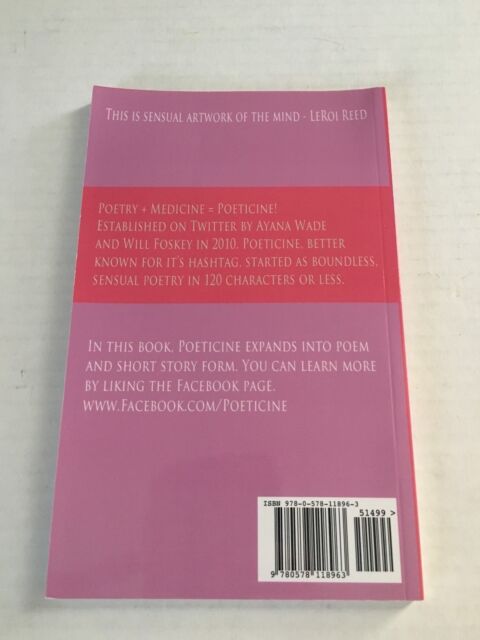 This is sensual artwork of the mind - LeRoi Reed
Poetry + Medicine = Poeticine!
Established on Twitter by Ayana Wade
and Will Foskey in 2010. Poeticine, better
known for it's hashtag, started as boundless,
sensual poetry in 120 characters or less.
In this book, Poeticine expands into poem
and short story form. You can learn more
by liking the Facebook page.
www.Facebook.com/Poeticine
ISBN 978-0-578-11896-3
51499 >
9 780578 118963